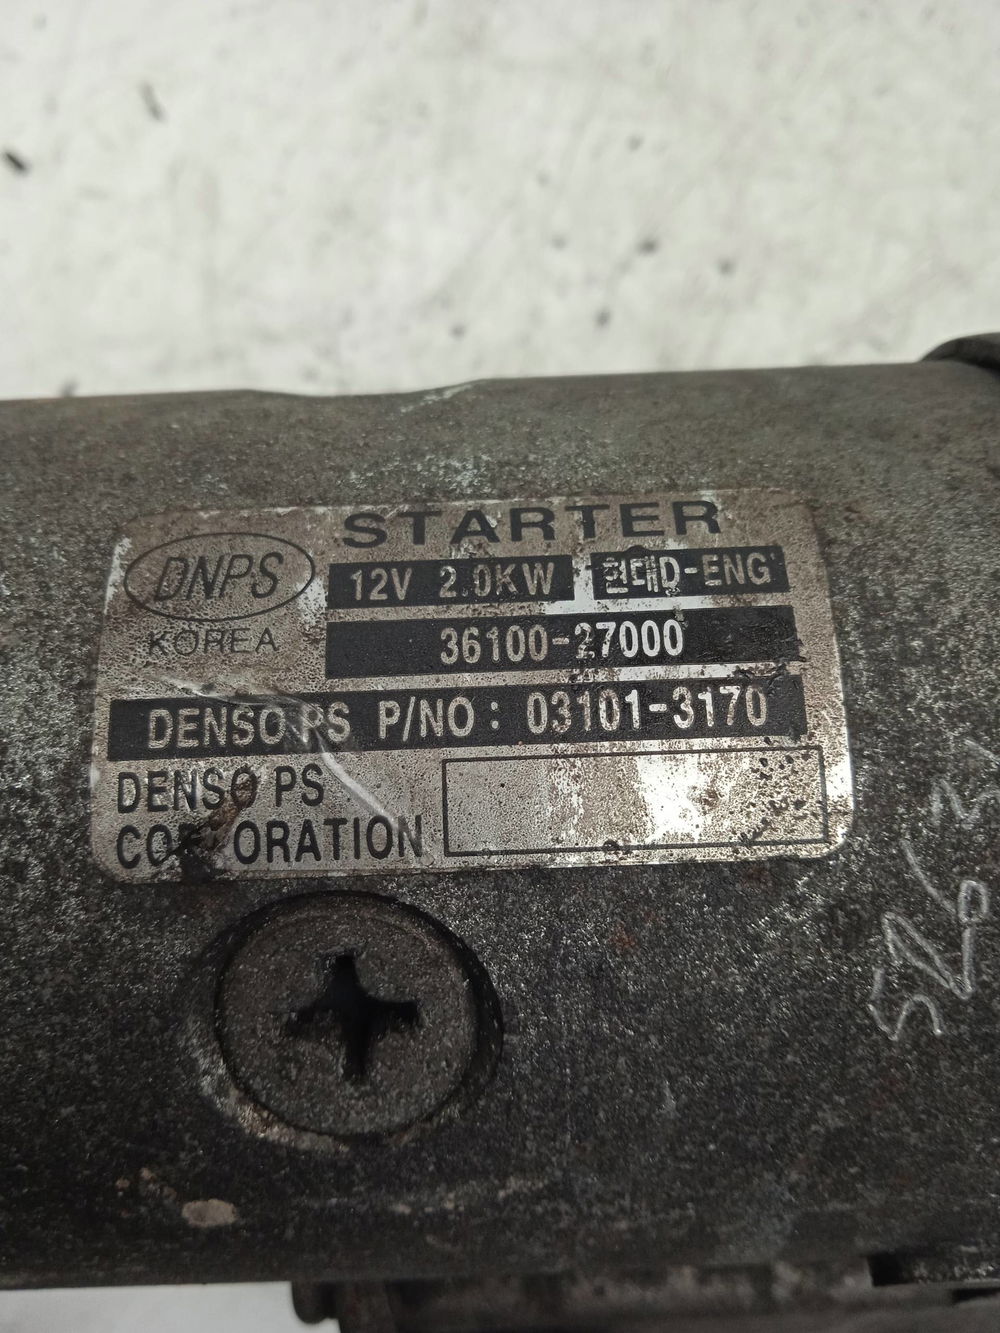 STARTER
DNPS
KOREA
12V 2.0KW 현대D-ENG'
36100-27000
DENSO PS P/NO: 03101-3170
DENSO PS
CORPORATION